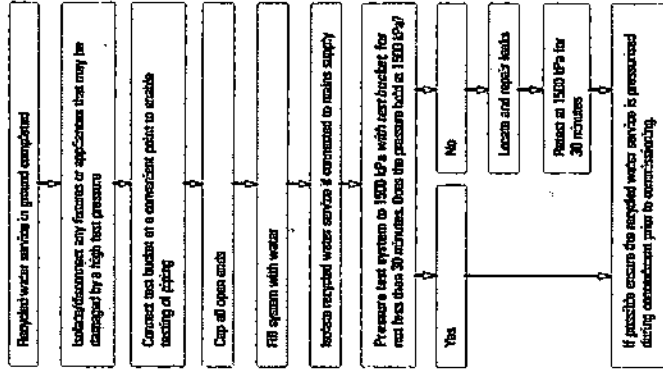 Recycled water service in ground completed
Isolate/disconnect any fixtures or appliances that may be
damaged by a high test pressure
Connect test bucket at a convenient point to enable
testing of piping
Cap all open ends
Fill system with water
Isolate recycled water service if connected to mains supply
Pressure test system to 1500 kPa with test bucket for
not less than 30 minutes. Does the pressure hold at 1500 kPa?
Yes
No
Locate and repair leaks
Retest at 1500 kPa for
30 minutes
If possible ensure the recycled water service is pressurised
during concealment prior to commissioning.